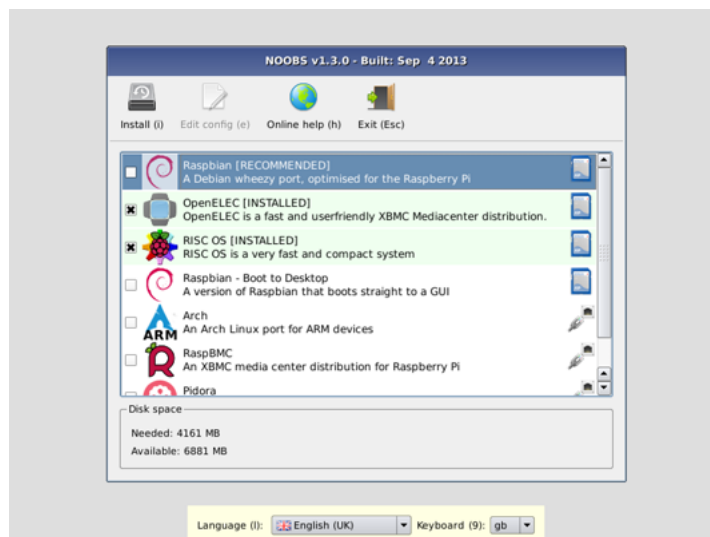 NOOBS v1.3.0 - Built: Sep 4 2013
Install (i)
Edit config (e)
Online help (h)
Exit (Esc)
Raspbian [RECOMMENDED]
A Debian wheezy port, optimised for the Raspberry Pi
OpenELEC [INSTALLED]
OpenELEC is a fast and userfriendly XBMC Mediacenter distribution.
RISC OS [INSTALLED]
RISC OS is a very fast and compact system
Raspbian - Boot to Desktop
A version of Raspbian that boots straight to a GUI
ARM
Arch
An Arch Linux port for ARM devices
RaspBMC
An XBMC media center distribution for Raspberry Pi
Pidora
Disk space
Needed: 4161 MB
Available: 6881 MB
Language (l): English (UK) Keyboard (9): gb